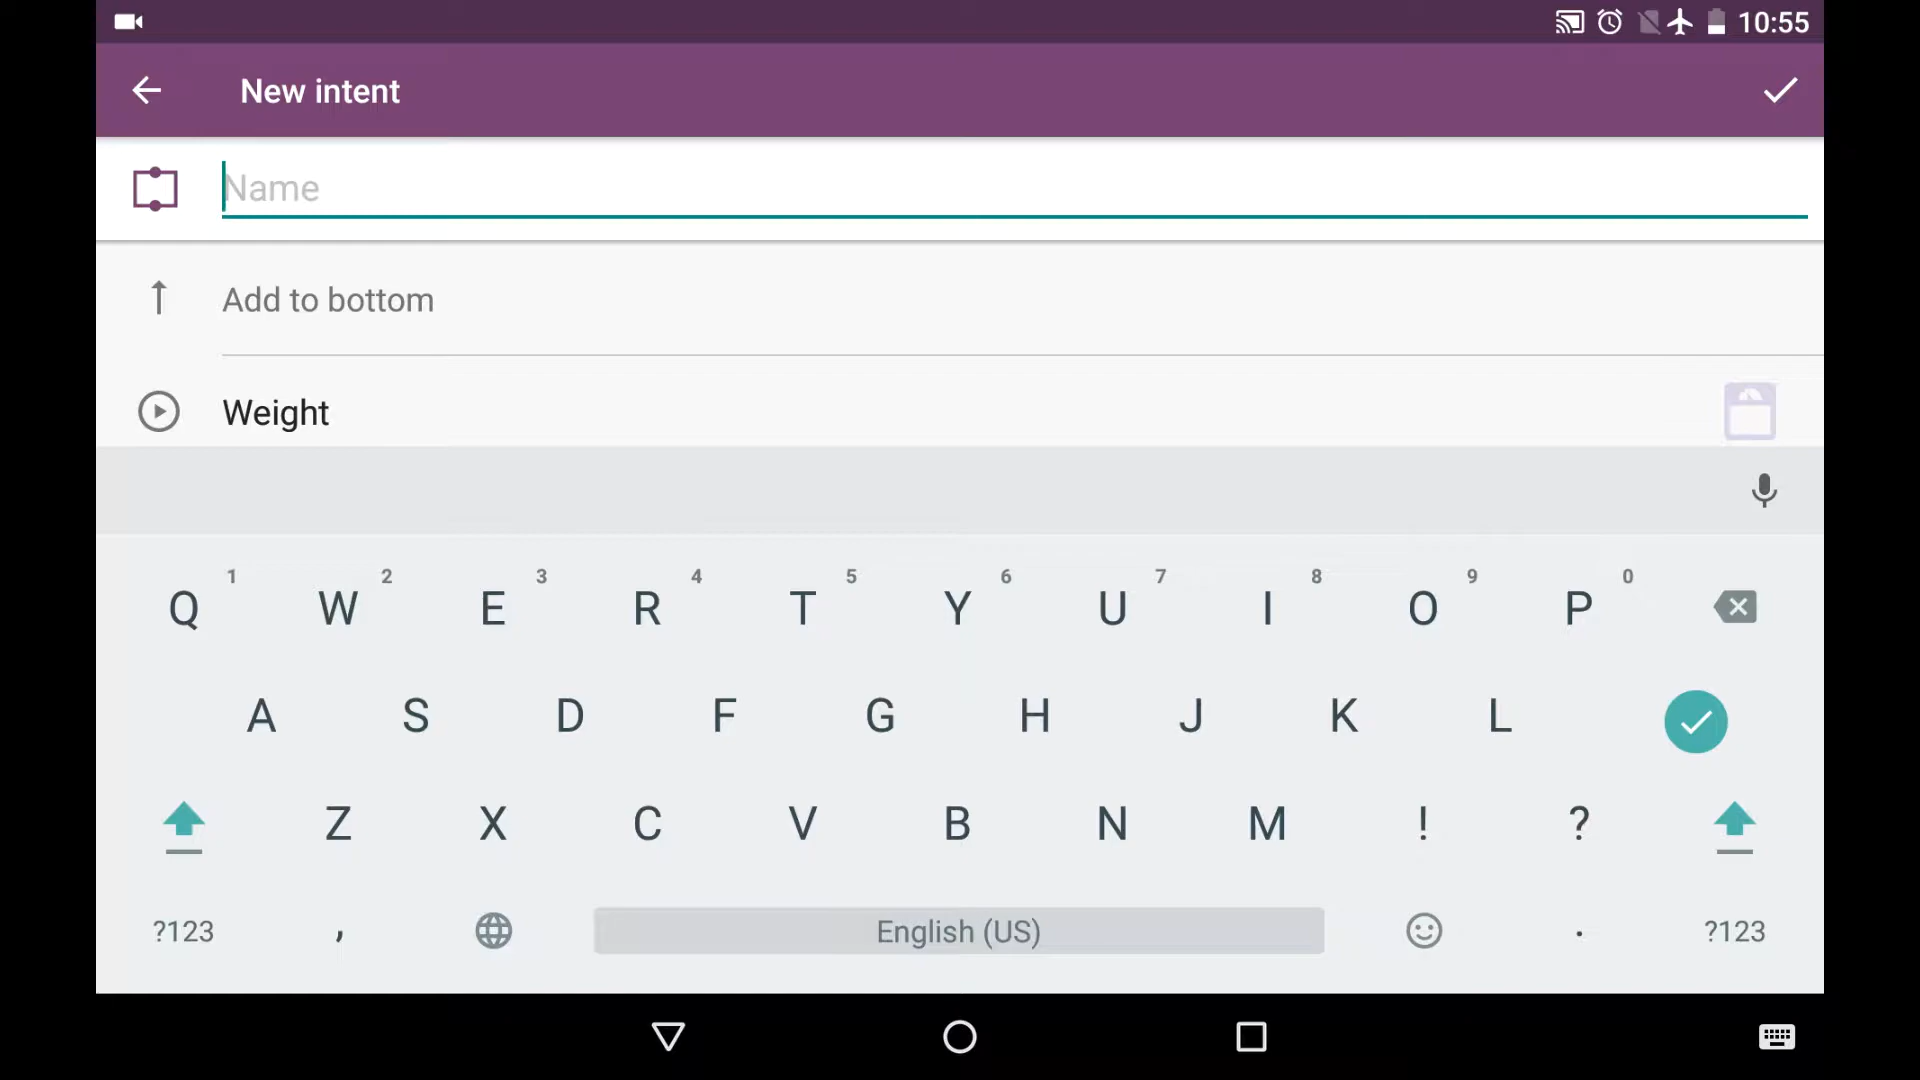 10:55
New intent
Name
Add to bottom
Weight
1 2 3 4 5 6 7 8 9 0
Q W E R T Y U I O P
A S D F G H J K L
Z X C V B N M ! ?
?123 , English (US) . ?123